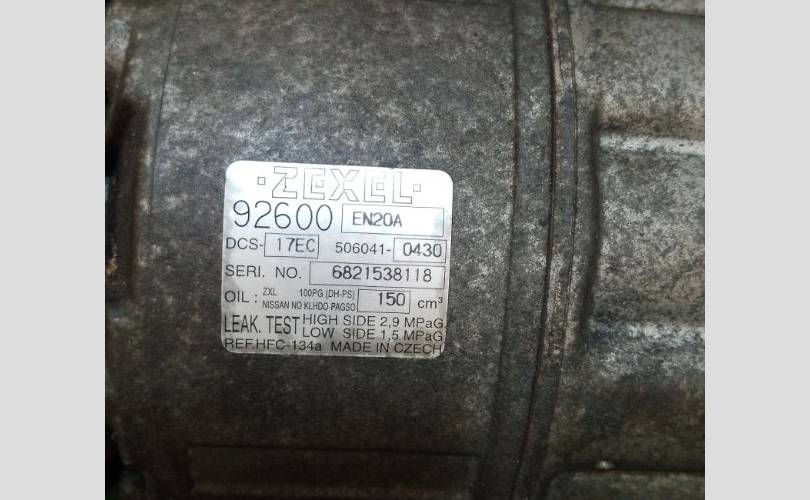 ·ZEXEL·
92600 EN20A
DCS- 17EC 506041- 0430
SERI. NO. 6821538118
OIL : ZXL 100PG (DH-PS) 150 cm³
NISSAN NO KLHDO-PAGSO
LEAK. TEST HIGH SIDE 2,9 MPaG
LOW SIDE 1,5 MPaG
REF.HFC-134a MADE IN CZECH